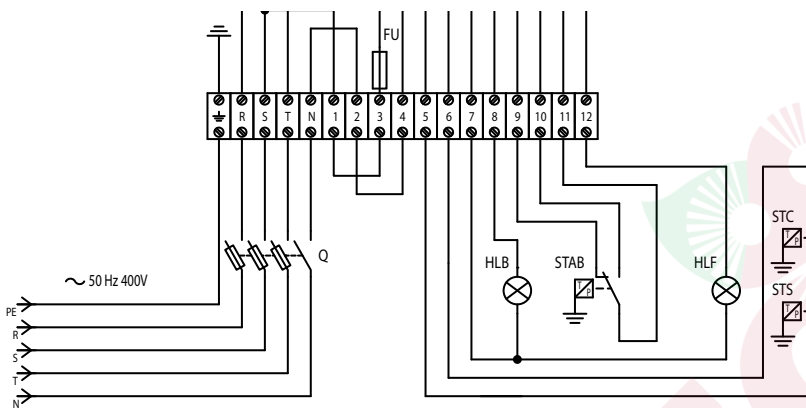 FU
R S T N 1 2 3 4 5 6 7 8 9 10 11 12
STC
T P
Q
HLB STAB HLF
~ 50 Hz 400V
T P
STS
PE
T P
R
S
T
N